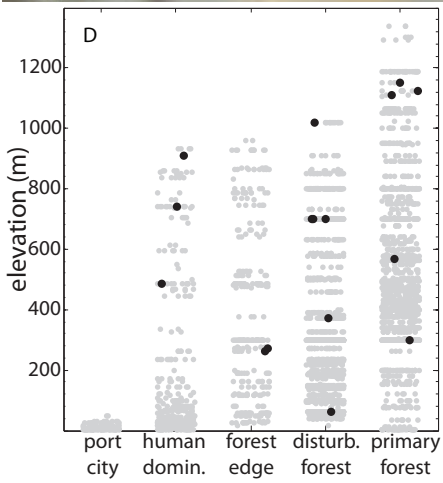 D
1200
1000
800
600
400
200
elevation (m)
port city
human domin.
forest edge
disturb. forest
primary forest